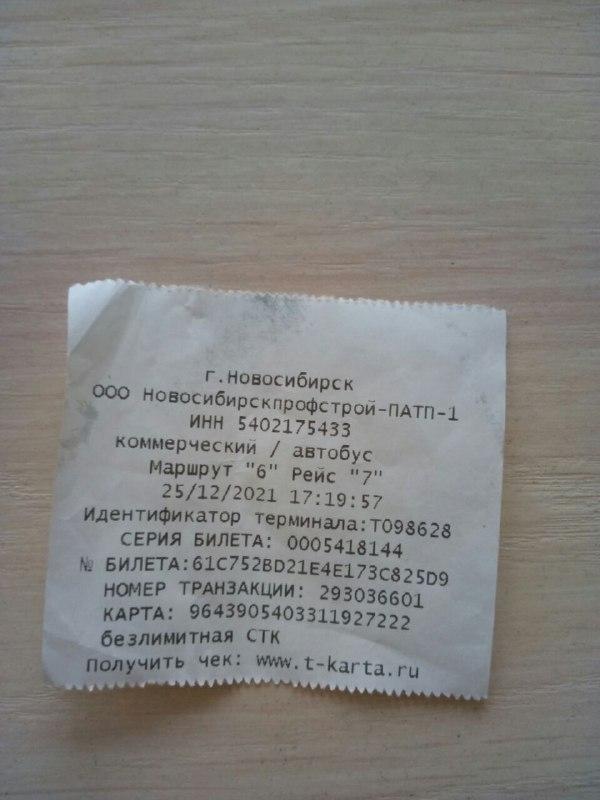 г.Новосибирск
ООО Новосибирскпрофстрой-ПАТП-1
ИНН 5402175433
коммерческий / автобус
Маршрут "6" Рейс "7"
25/12/2021 17:19:57
Идентификатор терминала:T098628
СЕРИЯ БИЛЕТА: 0005418144
№ БИЛЕТА:61C752BD21E4E173C825D9
НОМЕР ТРАНЗАКЦИИ: 293036601
КАРТА: 9643905403311927222
безлимитная СТК
Получить чек: www.t-karta.ru